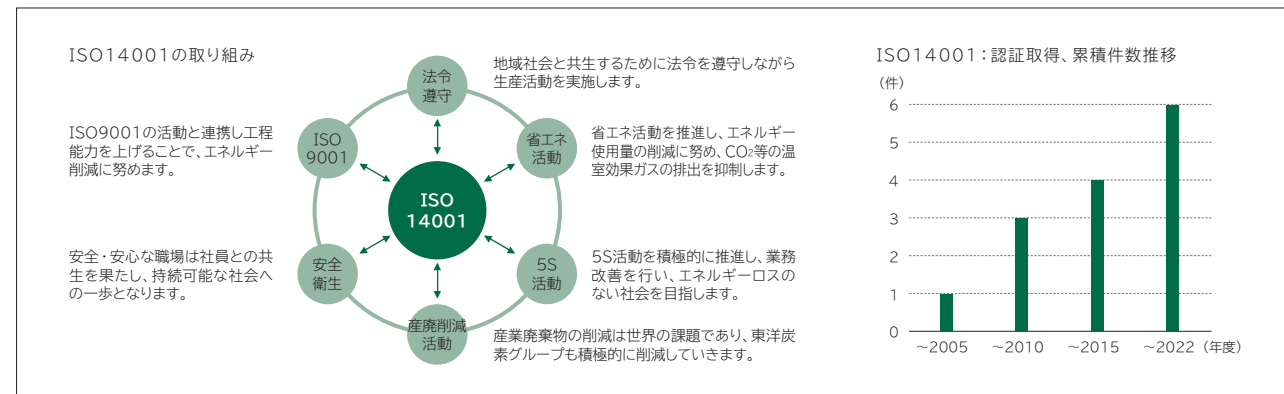 ISO14001の取り組み
法令
遵守
地域社会と共生するために法令を遵守しながら
生産活動を実施します。
ISO
9001
ISO9001の活動と連携し工程
能力を上げることで、エネルギー
削減に努めます。
省エネ
活動
省エネ活動を推進し、エネルギー
使用量の削減に努め、CO₂等の温
室効果ガスの排出を抑制します。
ISO
14001
安全・安心な職場は社員との共
生を果たし、持続可能な社会へ
の一歩となります。
安全
衛生
5S
活動
5S活動を積極的に推進し、業務
改善を行い、エネルギーロスの
ない社会を目指します。
産廃削減
活動
産業廃棄物の削減は世界の課題であり、東洋炭
素グループも積極的に削減していきます。
ISO14001：認証取得、累積件数推移
(件)
6
5
4
3
2
1
0
～2005 ～2010 ～2015 ～2022 (年度)